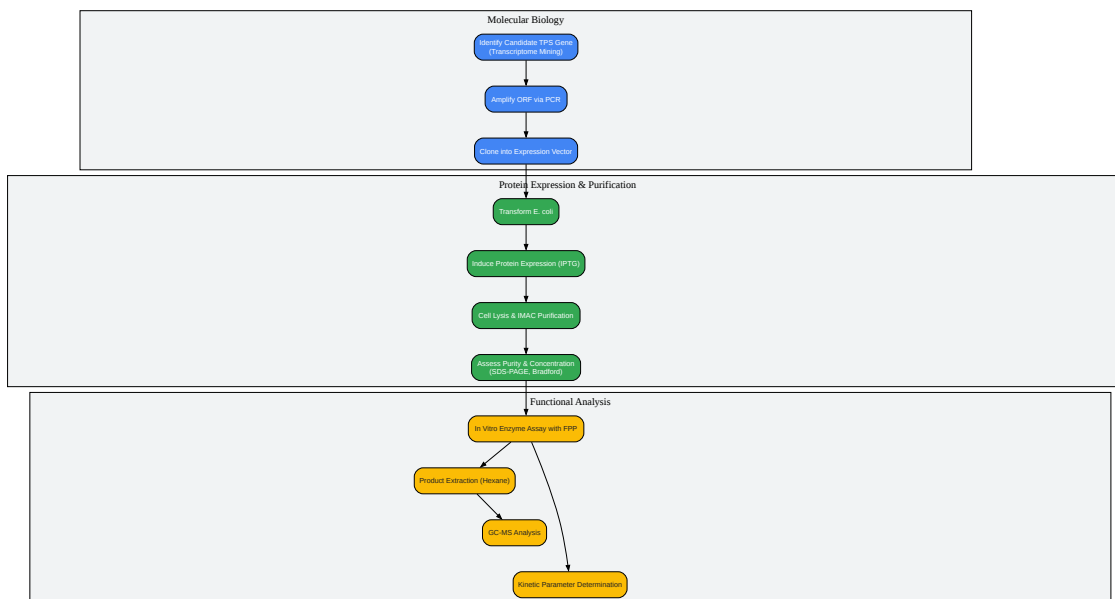 Molecular Biology
Identify Candidate TPS Gene
(Transcriptome Mining)
Amplify ORF via PCR
Clone into Expression Vector
Protein Expression & Purification
Transform E. coli
Induce Protein Expression (IPTG)
Cell Lysis & IMAC Purification
Assess Purity & Concentration
(SDS-PAGE, Bradford)
Functional Analysis
In Vitro Enzyme Assay with FPP
Product Extraction (Hexane)
GC-MS Analysis
Kinetic Parameter Determination